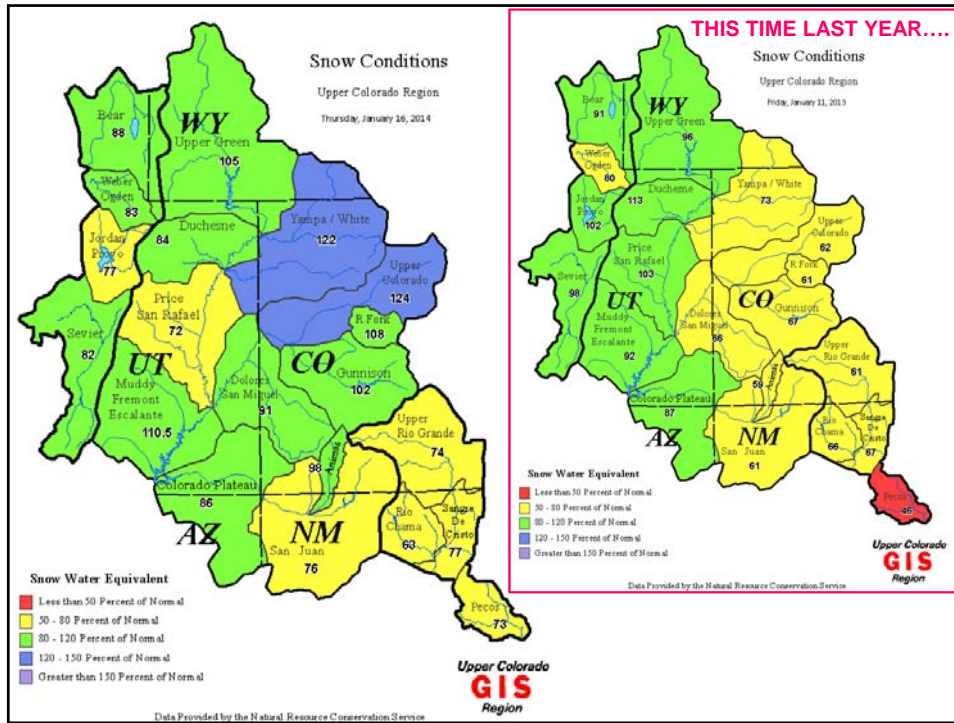 Snow Conditions
Upper Colorado Region
Thursday, January 16, 2014
Bear
88
WY
Upper Green
105
Weber
Ogden
83
Jordan
Provo
77
84
Duchesne
Yampa / White
122
Upper
Colorado
124
Price
San Rafael
72
R Fork
108
Sevier
82
UT
CO
Gunnison
102
Muddy
Fremont
Escalante
110.5
Dolores
San Miguel
91
Upper
Rio Grande
74
98
Animas
Colorado Plateau
86
AZ
NM
San Juan
76
Rio
Chama
63
Sangre
De
Cristo
77
Pecos
73
Snow Water Equivalent
Less than 50 Percent of Normal
50 - 80 Percent of Normal
80 - 120 Percent of Normal
120 - 150 Percent of Normal
Greater than 150 Percent of Normal
Upper Colorado
GIS
Region
Data Provided by the Natural Resource Conservation Service
THIS TIME LAST YEAR....
Snow Conditions
Upper Colorado Region
Friday, January 11, 2013
Bear
91
WY
Upper Green
96
Weber
Ogden
80
Jordan
Provo
102
113
Duchesne
Yampa / White
73
Upper
Colorado
62
Price
San Rafael
103
R Fork
61
Sevier
98
UT
CO
Gunnison
67
Muddy
Fremont
Escalante
92
Dolores
San Miguel
66
Upper
Rio Grande
61
59
Animas
Colorado Plateau
87
AZ
NM
San Juan
61
Rio
Chama
66
Sangre
De
Cristo
67
Pecos
46
Snow Water Equivalent
Less than 50 Percent of Normal
50 - 80 Percent of Normal
80 - 120 Percent of Normal
120 - 150 Percent of Normal
Greater than 150 Percent of Normal
Upper Colorado
GIS
Region
Data Provided by the Natural Resource Conservation Service